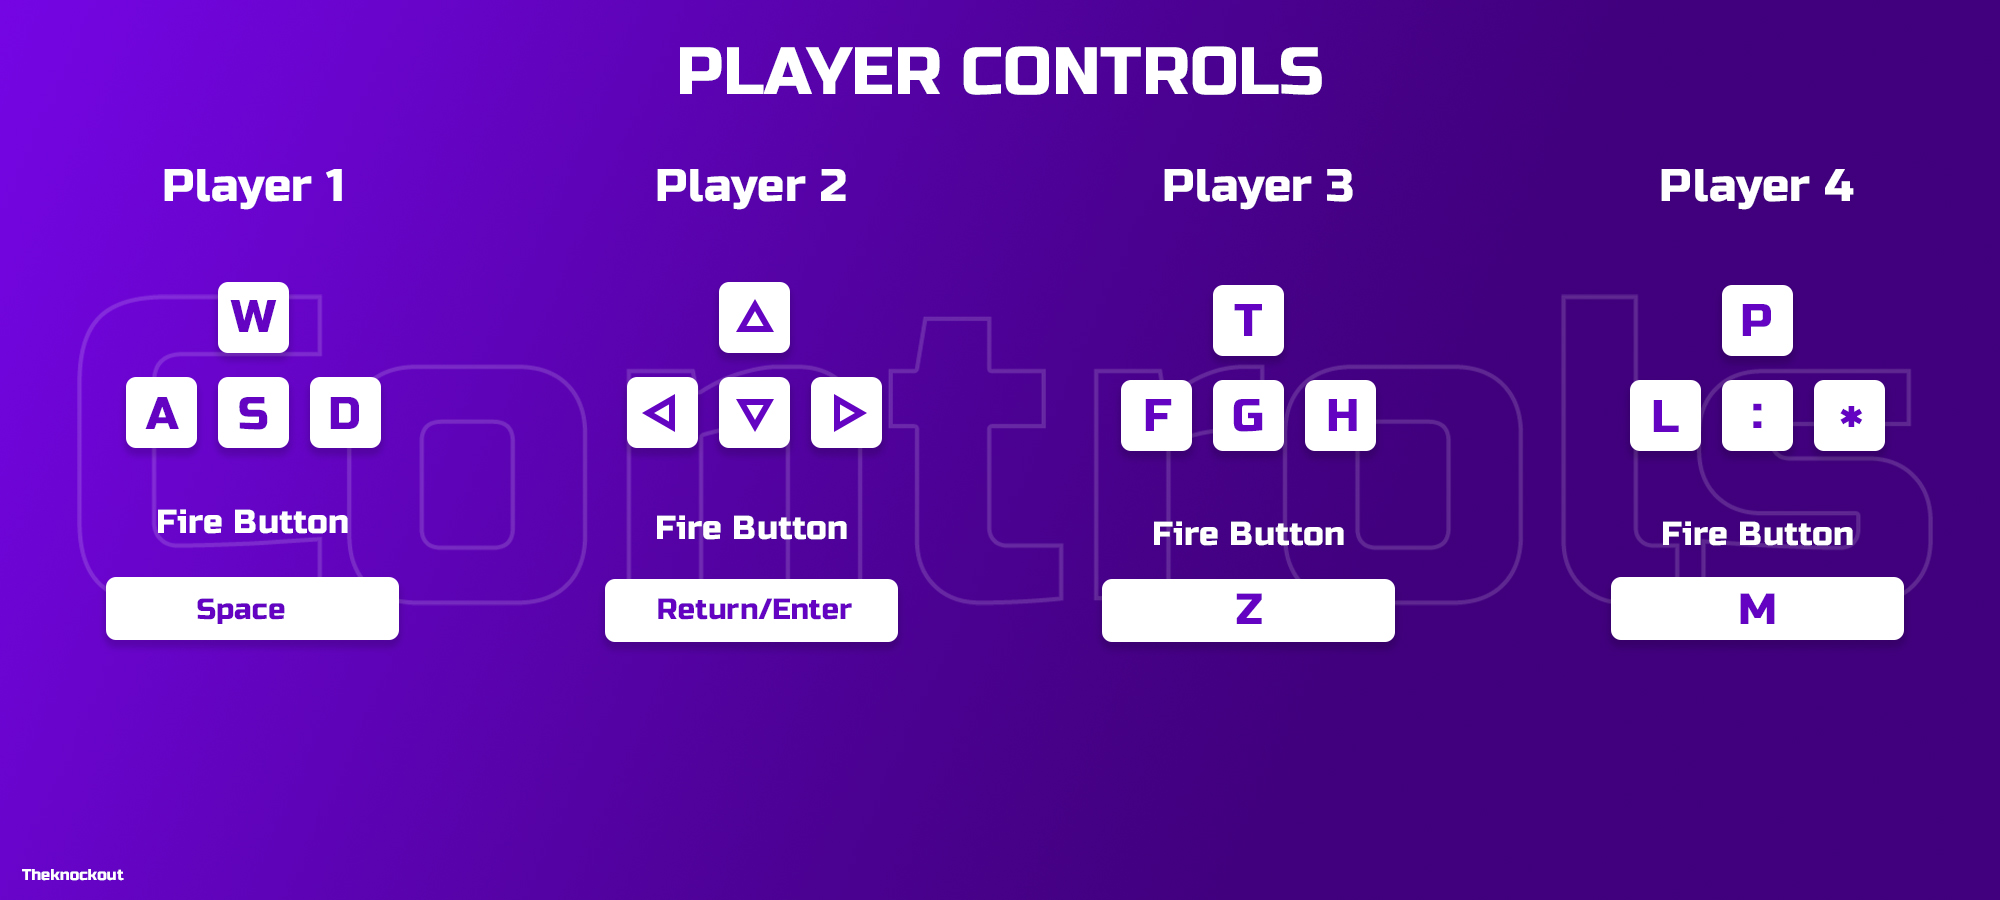 PLAYER CONTROLS
Player 1
W
A S D
Fire Button
Space
Player 2
Fire Button
Return/Enter
Player 3
T
F G H
Fire Button
Z
Player 4
P
L : *
Fire Button
M
Controls
Theknockout